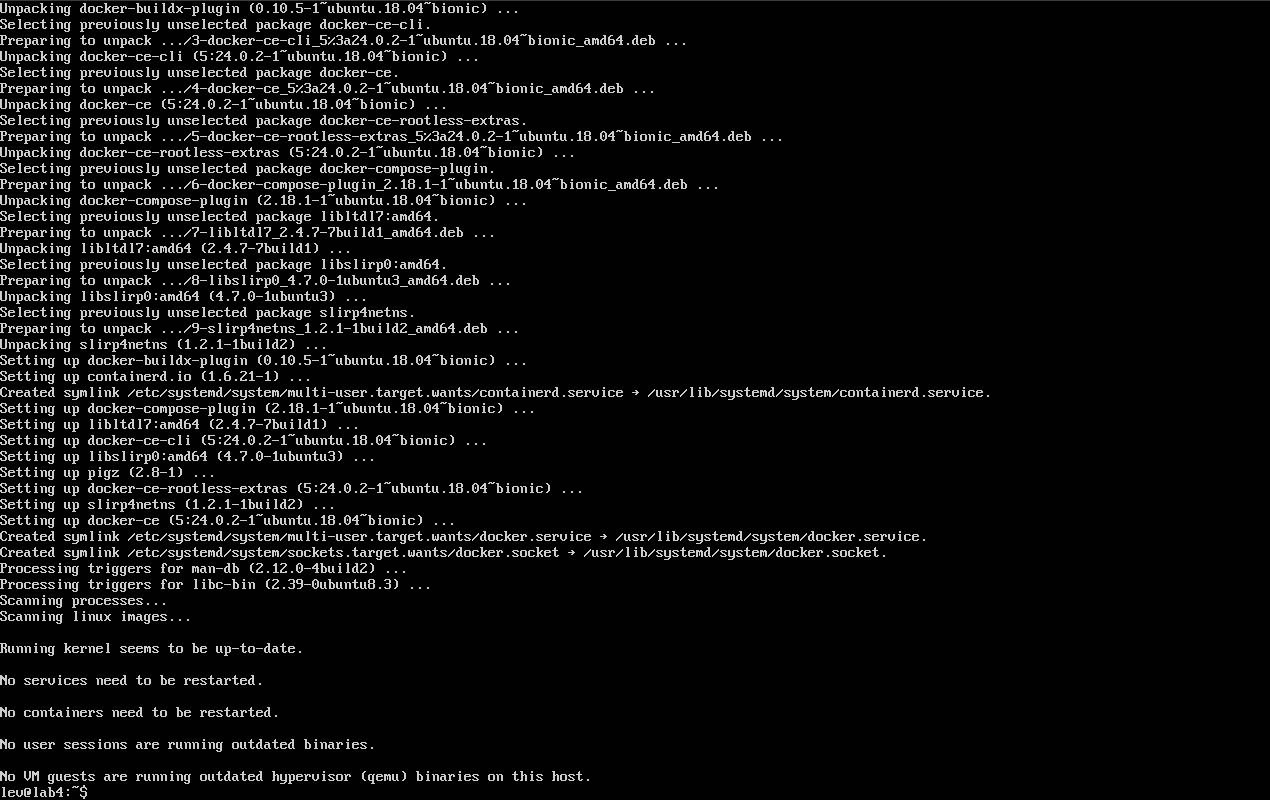 Unpacking docker-buildx-plugin (0.10.5-1~ubuntu.18.04~bionic) ...
Selecting previously unselected package docker-ce-cli.
Preparing to unpack .../3-docker-ce-cli_5%3a24.0.2-1~ubuntu.18.04~bionic_amd64.deb ...
Unpacking docker-ce-cli (5:24.0.2-1~ubuntu.18.04~bionic) ...
Selecting previously unselected package docker-ce.
Preparing to unpack .../4-docker-ce_5%3a24.0.2-1~ubuntu.18.04~bionic_amd64.deb ...
Unpacking docker-ce (5:24.0.2-1~ubuntu.18.04~bionic) ...
Selecting previously unselected package docker-ce-rootless-extras.
Preparing to unpack .../5-docker-ce-rootless-extras_5%3a24.0.2-1~ubuntu.18.04~bionic_amd64.deb ...
Unpacking docker-ce-rootless-extras (5:24.0.2-1~ubuntu.18.04~bionic) ...
Selecting previously unselected package docker-compose-plugin.
Preparing to unpack .../6-docker-compose-plugin_2.18.1-1~ubuntu.18.04~bionic_amd64.deb ...
Unpacking docker-compose-plugin (2.18.1-1~ubuntu.18.04~bionic) ...
Selecting previously unselected package libltdl7:amd64.
Preparing to unpack .../7-libltdl7_2.4.7-7build1_amd64.deb ...
Unpacking libltdl7:amd64 (2.4.7-7build1) ...
Selecting previously unselected package libslirp0:amd64.
Preparing to unpack .../8-libslirp0_4.7.0-1ubuntu3_amd64.deb ...
Unpacking libslirp0:amd64 (4.7.0-1ubuntu3) ...
Selecting previously unselected package slirp4netns.
Preparing to unpack .../9-slirp4netns_1.2.1-1build2_amd64.deb ...
Unpacking slirp4netns (1.2.1-1build2) ...
Setting up docker-buildx-plugin (0.10.5-1~ubuntu.18.04~bionic) ...
Setting up containerd.io (1.6.21-1) ...
Created symlink /etc/systemd/system/multi-user.target.wants/containerd.service → /usr/lib/systemd/system/containerd.service.
Setting up docker-compose-plugin (2.18.1-1~ubuntu.18.04~bionic) ...
Setting up libltdl7:amd64 (2.4.7-7build1) ...
Setting up docker-ce-cli (5:24.0.2-1~ubuntu.18.04~bionic) ...
Setting up libslirp0:amd64 (4.7.0-1ubuntu3) ...
Setting up pigz (2.8-1) ...
Setting up docker-ce-rootless-extras (5:24.0.2-1~ubuntu.18.04~bionic) ...
Setting up slirp4netns (1.2.1-1build2) ...
Setting up docker-ce (5:24.0.2-1~ubuntu.18.04~bionic) ...
Created symlink /etc/systemd/system/multi-user.target.wants/docker.service → /usr/lib/systemd/system/docker.service.
Created symlink /etc/systemd/system/sockets.target.wants/docker.socket → /usr/lib/systemd/system/docker.socket.
Processing triggers for man-db (2.12.0-4build2) ...
Processing triggers for libc-bin (2.39-0ubuntu8.3) ...
Scanning processes...
Scanning linux images...
Running kernel seems to be up-to-date.
No services need to be restarted.
No containers need to be restarted.
No user sessions are running outdated binaries.
No VM guests are running outdated hypervisor (qemu) binaries on this host.
lev@lab4:~$